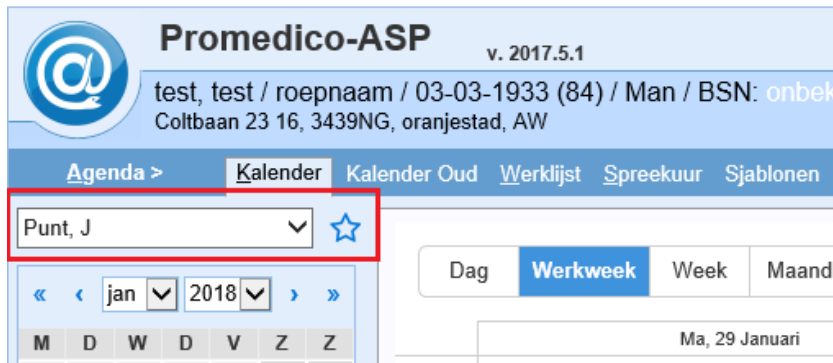 Promedico-ASP v. 2017.5.1
test, test / roepnaam / 03-03-1933 (84) / Man / BSN:
Coltbaan 23 16, 3439NG, oranjestad, AW
Agenda > Kalender Kalender Oud Werklijst Spreekuur Sjablonen
Punt, J
Dag Werkweek Week Maand
« ‹ jan 2018 › »
Ma, 29 Januari
M D W D V Z Z